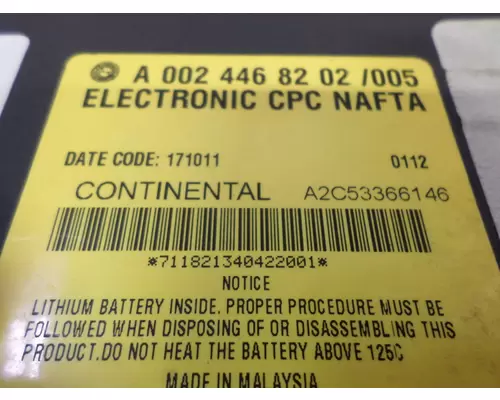 A 002 446 82 02 /005
ELECTRONIC CPC NAFTA
DATE CODE: 171011 0112
CONTINENTAL A2C53366146
*711821340422001*
NOTICE
LITHIUM BATTERY INSIDE. PROPER PROCEDURE MUST BE
FOLLOWED WHEN DISPOSING OF OR DISASSEMBLING THIS
PRODUCT.DO NOT HEAT THE BATTERY ABOVE 125C
MADE IN MALAYSIA